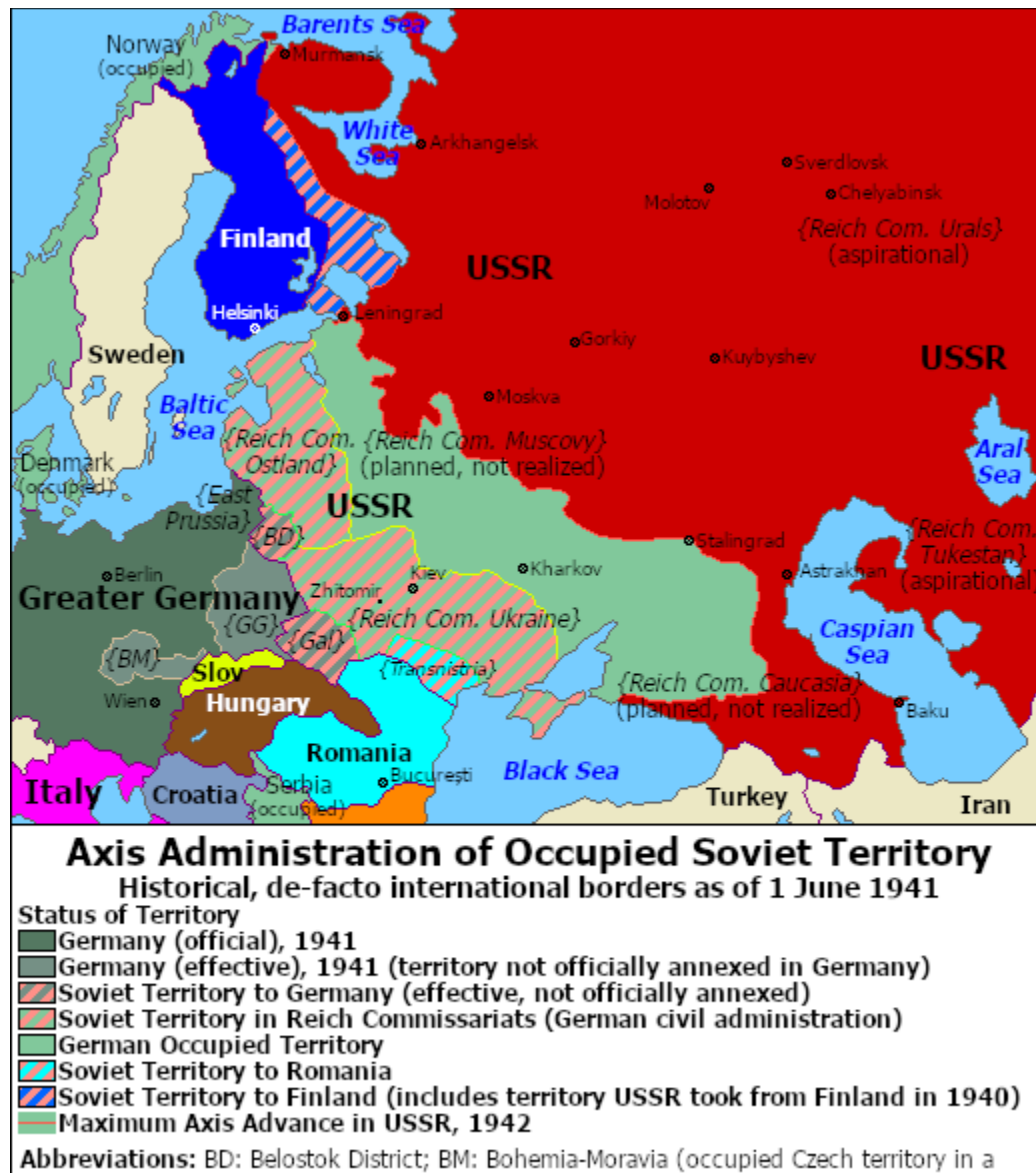 Barents Sea
Norway
(occupied)
Murmansk
White
Sea
Arkhangelsk
Sverdlovsk
Molotov
Chelyabinsk
{Reich Com. Urals}
(aspirational)
Finland
USSR
Helsinki
Leningrad
Gorkiy
Kuybyshev
USSR
Sweden
Moskva
Baltic
Sea
{Reich Com.
Ostland}
{Reich Com. Muscovy}
(planned, not realized)
Aral
Sea
Denmark
(occupied)
{East
Prussia}
USSR
{BD}
Stalingrad
{Reich Com.
Tukestan}
(aspirational)
Berlin
Kiev
Kharkov
Astrakhan
Greater Germany
Zhitomir
{GG}
{Gal}
{Reich Com. Ukraine}
Caspian
Sea
{BM}
Slov
{Transnistria}
Wien
Hungary
{Reich Com. Caucasia}
(planned, not realized)
Baku
Romania
Italy
Croatia
Serbia
(occupied)
Bucureşti
Black Sea
Turkey
Iran
Axis Administration of Occupied Soviet Territory
Historical, de-facto international borders as of 1 June 1941
Status of Territory
Germany (official), 1941
Germany (effective), 1941 (territory not officially annexed in Germany)
Soviet Territory to Germany (effective, not officially annexed)
Soviet Territory in Reich Commissariats (German civil administration)
German Occupied Territory
Soviet Territory to Romania
Soviet Territory to Finland (includes territory USSR took from Finland in 1940)
Maximum Axis Advance in USSR, 1942
Abbreviations: BD: Belostok District; BM: Bohemia-Moravia (occupied Czech territory in a